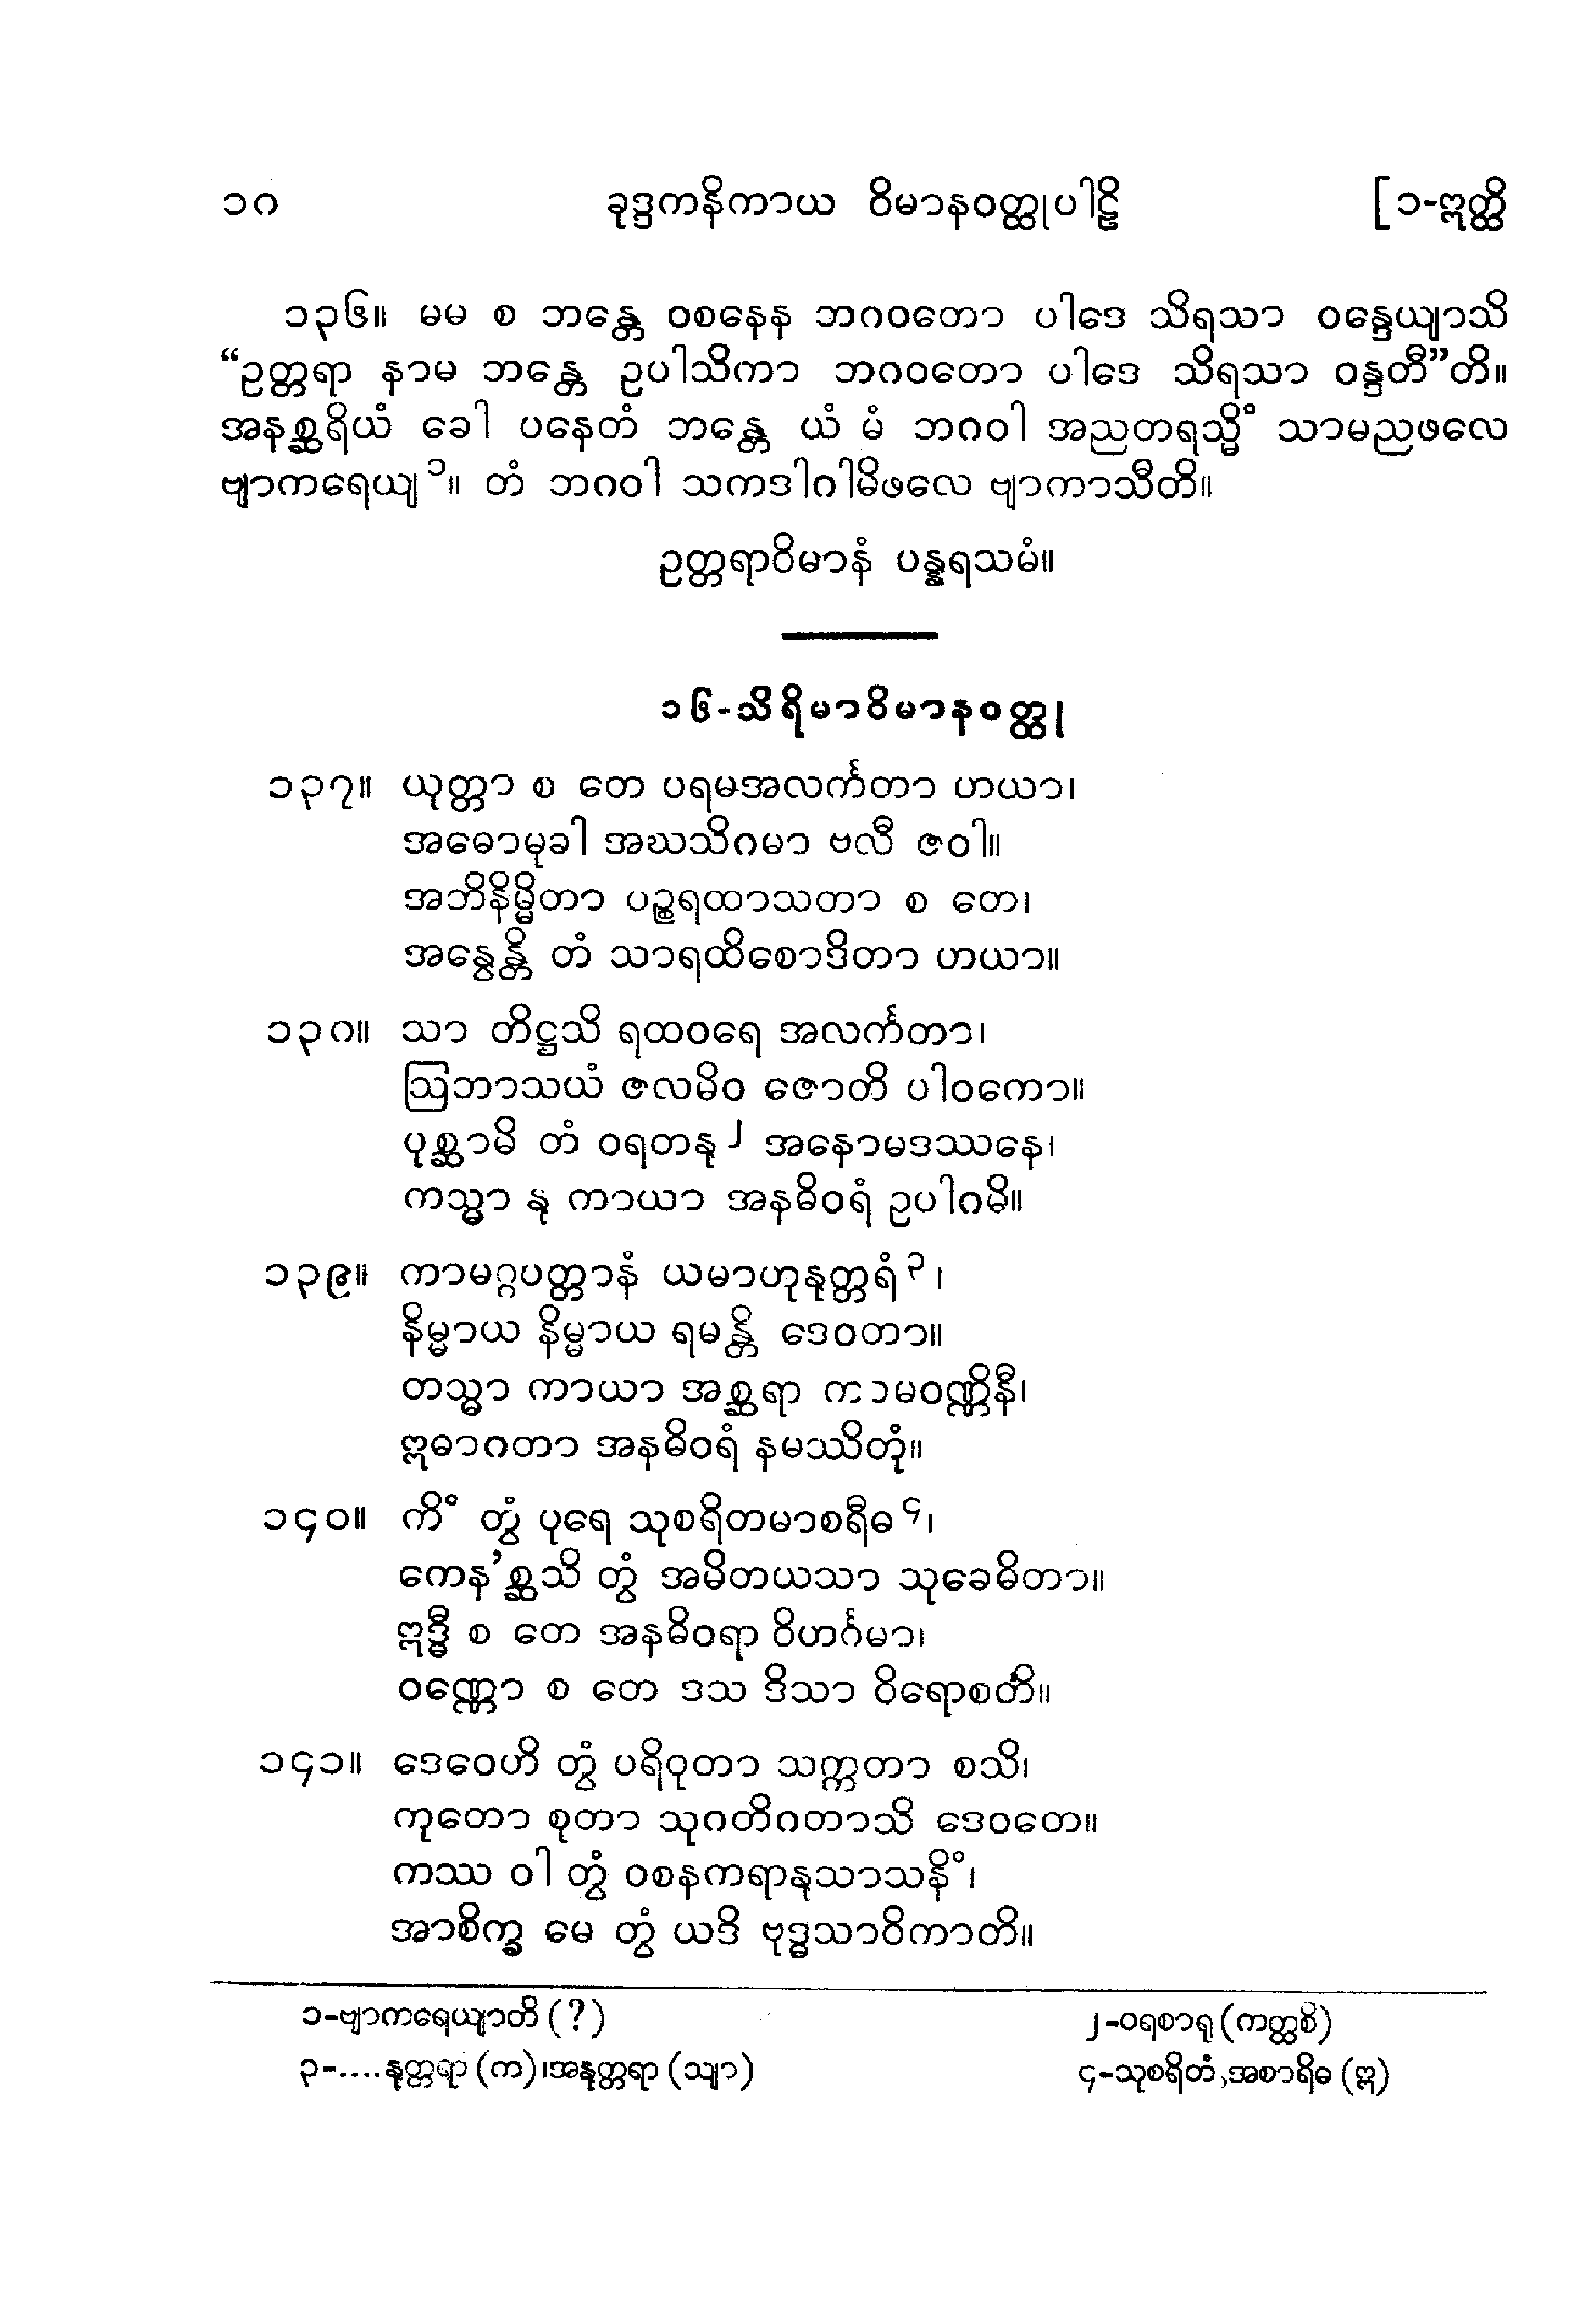 ၁၈ ခုဒ္ဒကနိကာယ ဝိမာနဝတ္ထုပါဠိ [၁-ဣတ္ထိ
၁၃၆။ မမ စ ဘန္တေ ဝစနေန ဘဂဝတော ပါဒေ သိရသာ ဝန္ဒေယျာသိ
“ဥတ္တရာ နာမ ဘန္တေ ဥပါသိကာ ဘဂဝတော ပါဒေ သိရသာ ဝန္ဒတီ”တိ။
အနစ္ဆရိယံ ခေါ ပနေတံ ဘန္တေ ယံ မံ ဘဂဝါ အညတရသ္မိံ သာမညဖလေ
ဗျာကရေယျ ၁။ တံ ဘဂဝါ သကဒါဂါမိဖလေ ဗျာကာသီတိ။
ဥတ္တရာဝိမာနံ ပန္နရသမံ။
၁၆-သိရိမာဝိမာနဝတ္ထု
၁၃၇။ ယုတ္တာ စ တေ ပရမအလင်္ကတာ ဟယာ၊
အဓောမုခါ အဃသိဂမာ ဗလီ ဇဝါ။
အဘိနိမ္မိတာ ပဉ္စရထာသတာ စ တေ၊
အန္ဝေန္တိ တံ သာရထိစောဒိတာ ဟယာ။
၁၃၈။ သာ တိဋ္ဌသိ ရထဝရေ အလင်္ကတာ၊
ဩဘာသယံ ဇလမိဝ ဇောတိ ပါဝကော။
ပုစ္ဆာမိ တံ ဝရတနု ၂ အနောမဒဿနေ၊
ကသ္မာ နု ကာယာ အနဓိဝရံ ဥပါဂမိ။
၁၃၉။ ကာမဂ္ဂပတ္တာနံ ယမာဟုနုတ္တရံ ၃၊
နိမ္မာယ နိမ္မာယ ရမန္တိ ဒေဝတာ။
တသ္မာ ကာယာ အစ္ဆရာ ကာမဝဏ္ဏိနီ၊
ဣဓာဂတာ အနဓိဝရံ နမဿိတုံ။
၁၄၀။ ကိံ တွံ ပုရေ သုစရိတမာစရီဓ ၄၊
ကေန’စ္ဆသိ တွံ အမိတယသာ သုခေဓိတာ။
ဣဒ္ဓီ စ တေ အနဓိဝရာ ဝိဟင်္ဂမာ၊
ဝဏ္ဏော စ တေ ဒသ ဒိသာ ဝိရောစတိ။
၁၄၁။ ဒေဝေဟိ တွံ ပရိဝုတာ သက္ကတာ စသိ၊
ကုတော စုတာ သုဂတိဂတာသိ ဒေဝတေ။
ကဿ ဝါ တွံ ဝစနကရာနုသာသနိံ၊
အာစိက္ခ မေ တွံ ယဒိ ဗုဒ္ဓသာဝိကာတိ။
၁-ဗျာကရေယျာတိ (?) ၂-ဝရစာရု (ကတ္ထစိ)
၃-....နုတ္တရာ (က)၊အနုတ္တရာ (သျာ) ၄-သုစရိတံ,အစာရိဓ (ဣ)